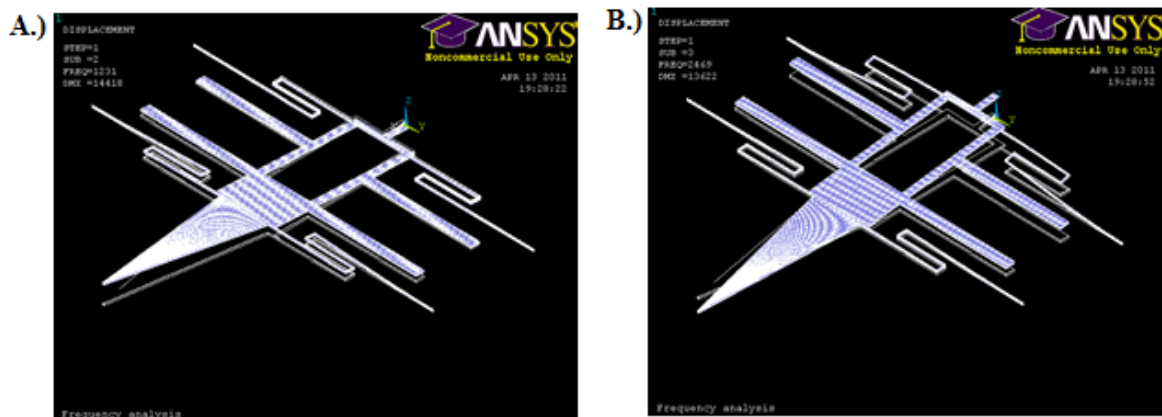 A.)
1
DISPLACEMENT
STEP=1
SUB =2
FREQ=1231
DMX =14418
ANSYS
Noncommercial Use Only
APR 13 2011
19:28:22
Z
Y
Frequency analysis
B.)
1
DISPLACEMENT
STEP=1
SUB =3
FREQ=2469
DMX =13622
ANSYS
Noncommercial Use Only
APR 13 2011
19:28:52
Z
Y
Frequency analysis